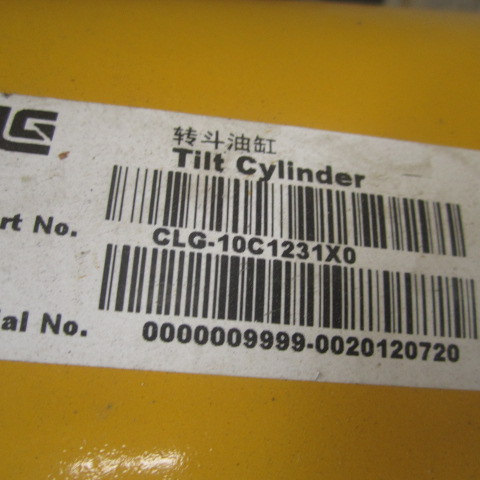 转斗油缸
Tilt Cylinder
rt No.
CLG-10C1231X0
al No.
0000009999-0020120720